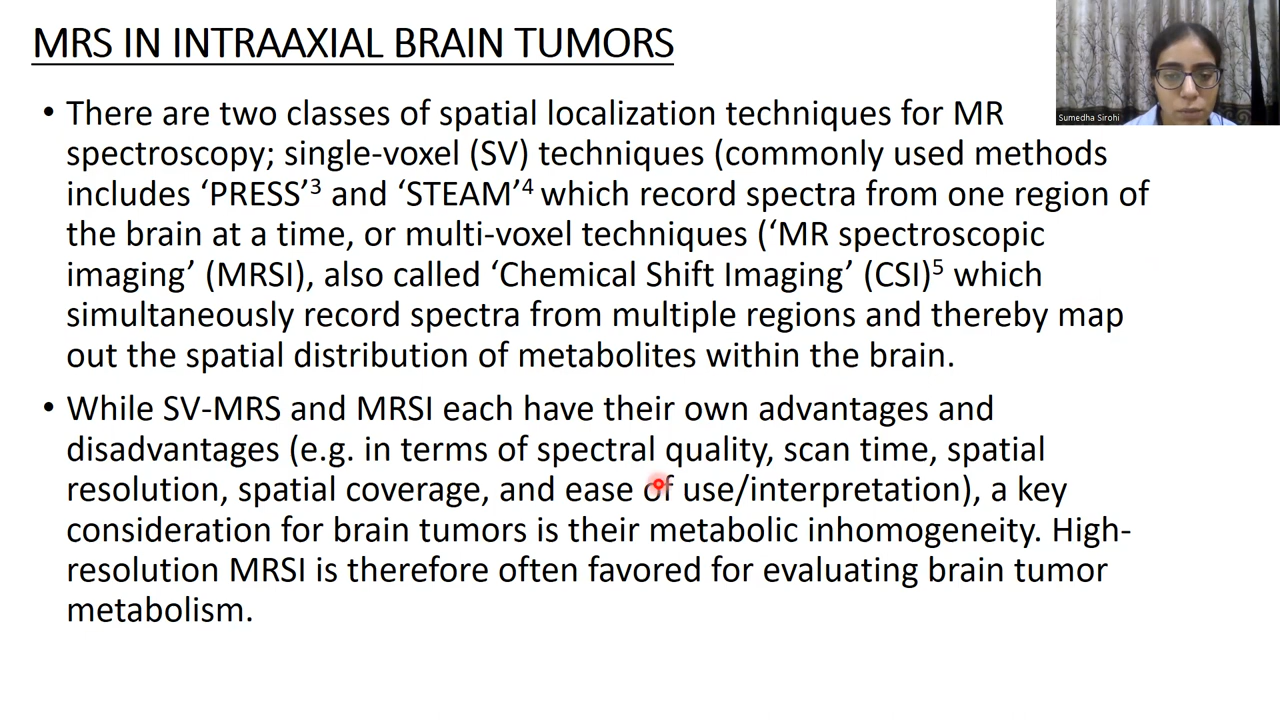 MRS IN INTRAAXIAL BRAIN TUMORS
Sumedha Sirohi
• There are two classes of spatial localization techniques for MR
spectroscopy; single-voxel (SV) techniques (commonly used methods
includes ‘PRESS’³ and ‘STEAM’⁴ which record spectra from one region of
the brain at a time, or multi-voxel techniques (‘MR spectroscopic
imaging’ (MRSI), also called ‘Chemical Shift Imaging’ (CSI)⁵ which
simultaneously record spectra from multiple regions and thereby map
out the spatial distribution of metabolites within the brain.
• While SV-MRS and MRSI each have their own advantages and
disadvantages (e.g. in terms of spectral quality, scan time, spatial
resolution, spatial coverage, and ease of use/interpretation), a key
consideration for brain tumors is their metabolic inhomogeneity. High-
resolution MRSI is therefore often favored for evaluating brain tumor
metabolism.